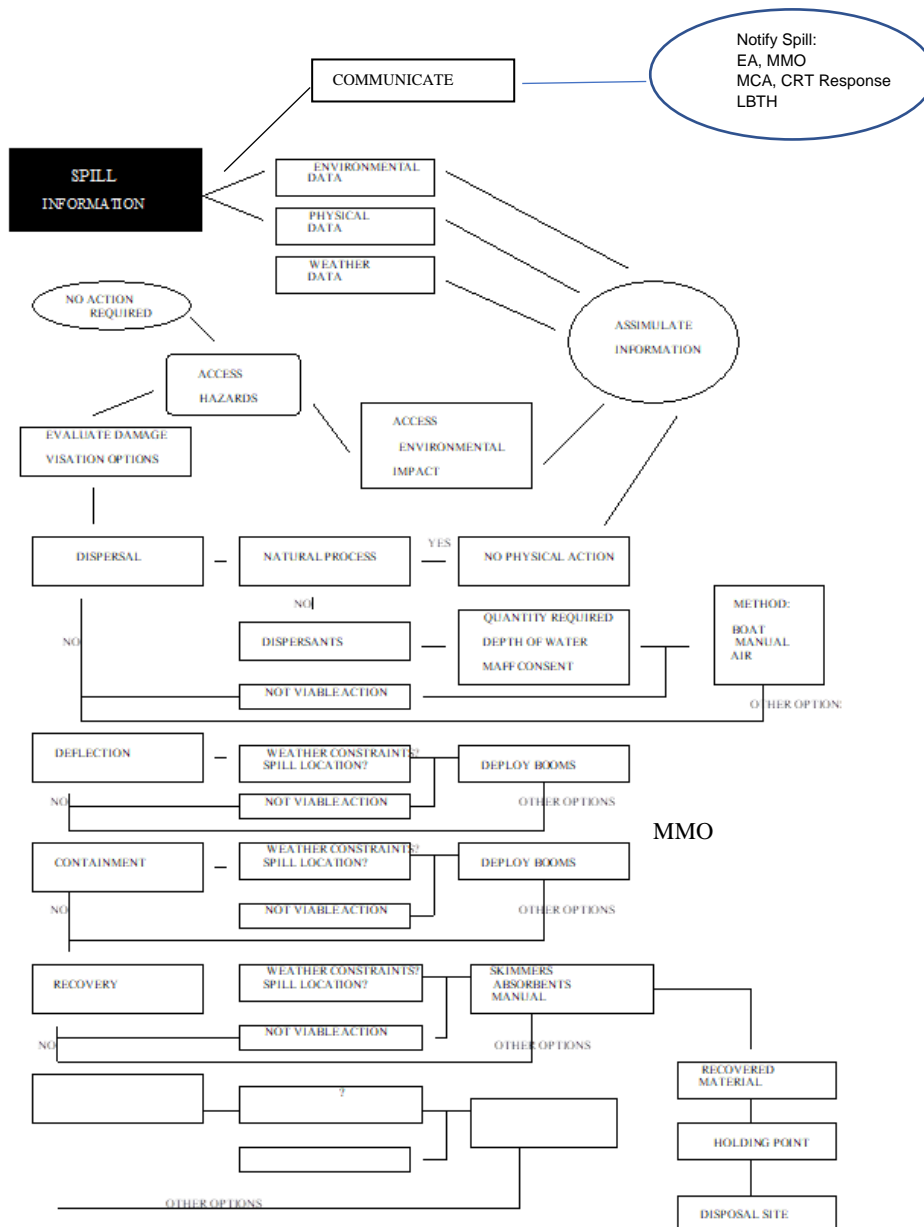 Notify Spill:
EA, MMO
MCA, CRT Response
LBTH
COMMUNICATE
SPILL
INFORMATION
ENVIRONMENTAL
DATA
PHYSICAL
DATA
WEATHER
DATA
NO ACTION
REQUIRED
ASSIMULATE
INFORMATION
ACCESS
HAZARDS
ACCESS
ENVIRONMENTAL
IMPACT
EVALUATE DAMAGE
VISATION OPTIONS
DISPERSAL
NATURAL PROCESS
YES
NO PHYSICAL ACTION
NO
NO
DISPERSANTS
QUANTITY REQUIRED
DEPTH OF WATER
MAFF CONSENT
METHOD:
BOAT
MANUAL
AIR
NOT VIABLE ACTION
OTHER OPTION
DEFLECTION
WEATHER CONSTRAINTS?
SPILL LOCATION?
DEPLOY BOOMS
NO
NOT VIABLE ACTION
OTHER OPTIONS
MMO
CONTAINMENT
WEATHER CONSTRAINTS?
SPILL LOCATION?
DEPLOY BOOMS
NO
NOT VIABLE ACTION
OTHER OPTIONS
RECOVERY
WEATHER CONSTRAINTS?
SPILL LOCATION?
SKIMMERS
ABSORBENTS
MANUAL
NO
NOT VIABLE ACTION
OTHER OPTIONS
RECOVERED
MATERIAL
?
HOLDING POINT
OTHER OPTIONS
DISPOSAL SITE